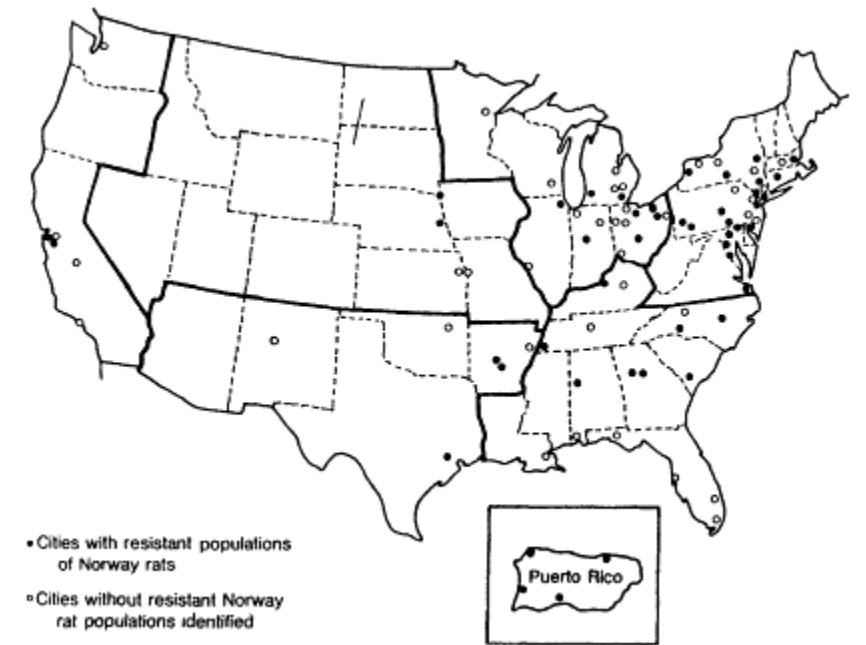 Puerto Rico
• Cities with resistant populations
of Norway rats
° Cities without resistant Norway
rat populations identified